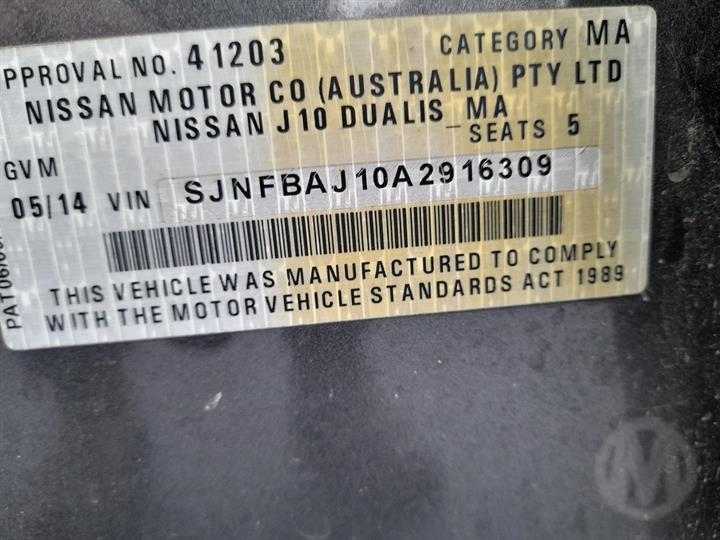 PPROVAL NO. 41203 CATEGORY MA
NISSAN MOTOR CO (AUSTRALIA) PTY LTD
NISSAN J10 DUALIS_MA
SEATS 5
GVM
05/14 VIN SJNFBAJ10A2916309
THIS VEHICLE WAS MANUFACTURED TO COMPLY
WITH THE MOTOR VEHICLE STANDARDS ACT 1989
M